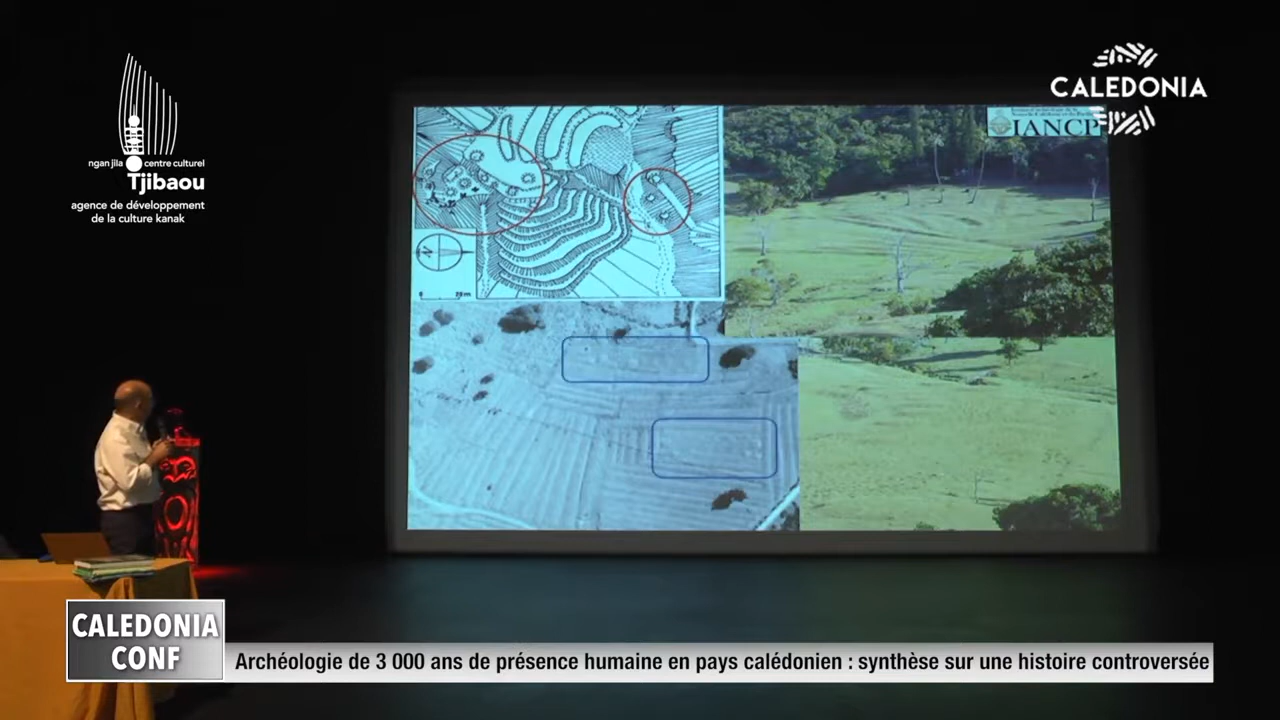 ngan jila centre culturel
Tjibaou
agence de développement
de la culture kanak
CALEDONIA
IANCP
CALEDONIA
CONF
Archéologie de 3 000 ans de présence humaine en pays calédonien : synthèse sur une histoire controversée